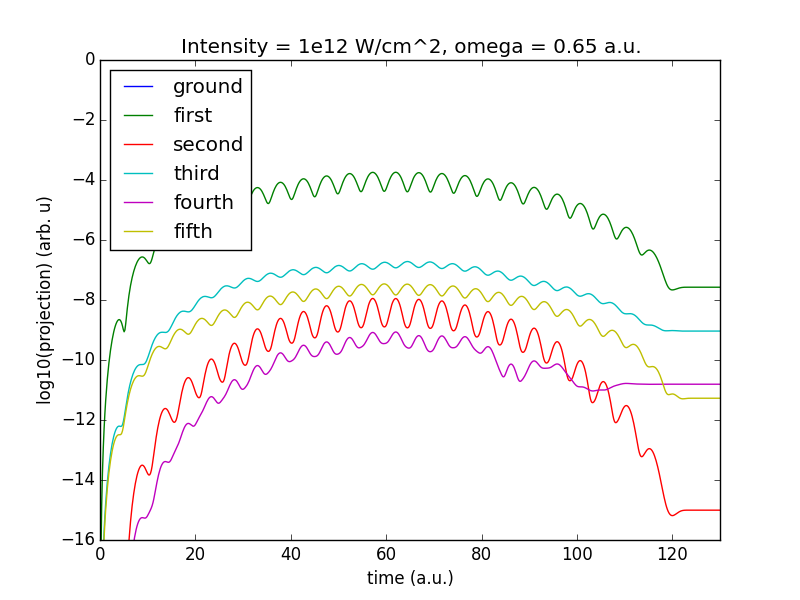 Intensity = 1e12 W/cm^2, omega = 0.65 a.u.
0
−2
−4
−6
−8
−10
−12
−14
−16
log10(projection) (arb. u)
ground
first
second
third
fourth
fifth
0
20
40
60
80
100
120
time (a.u.)